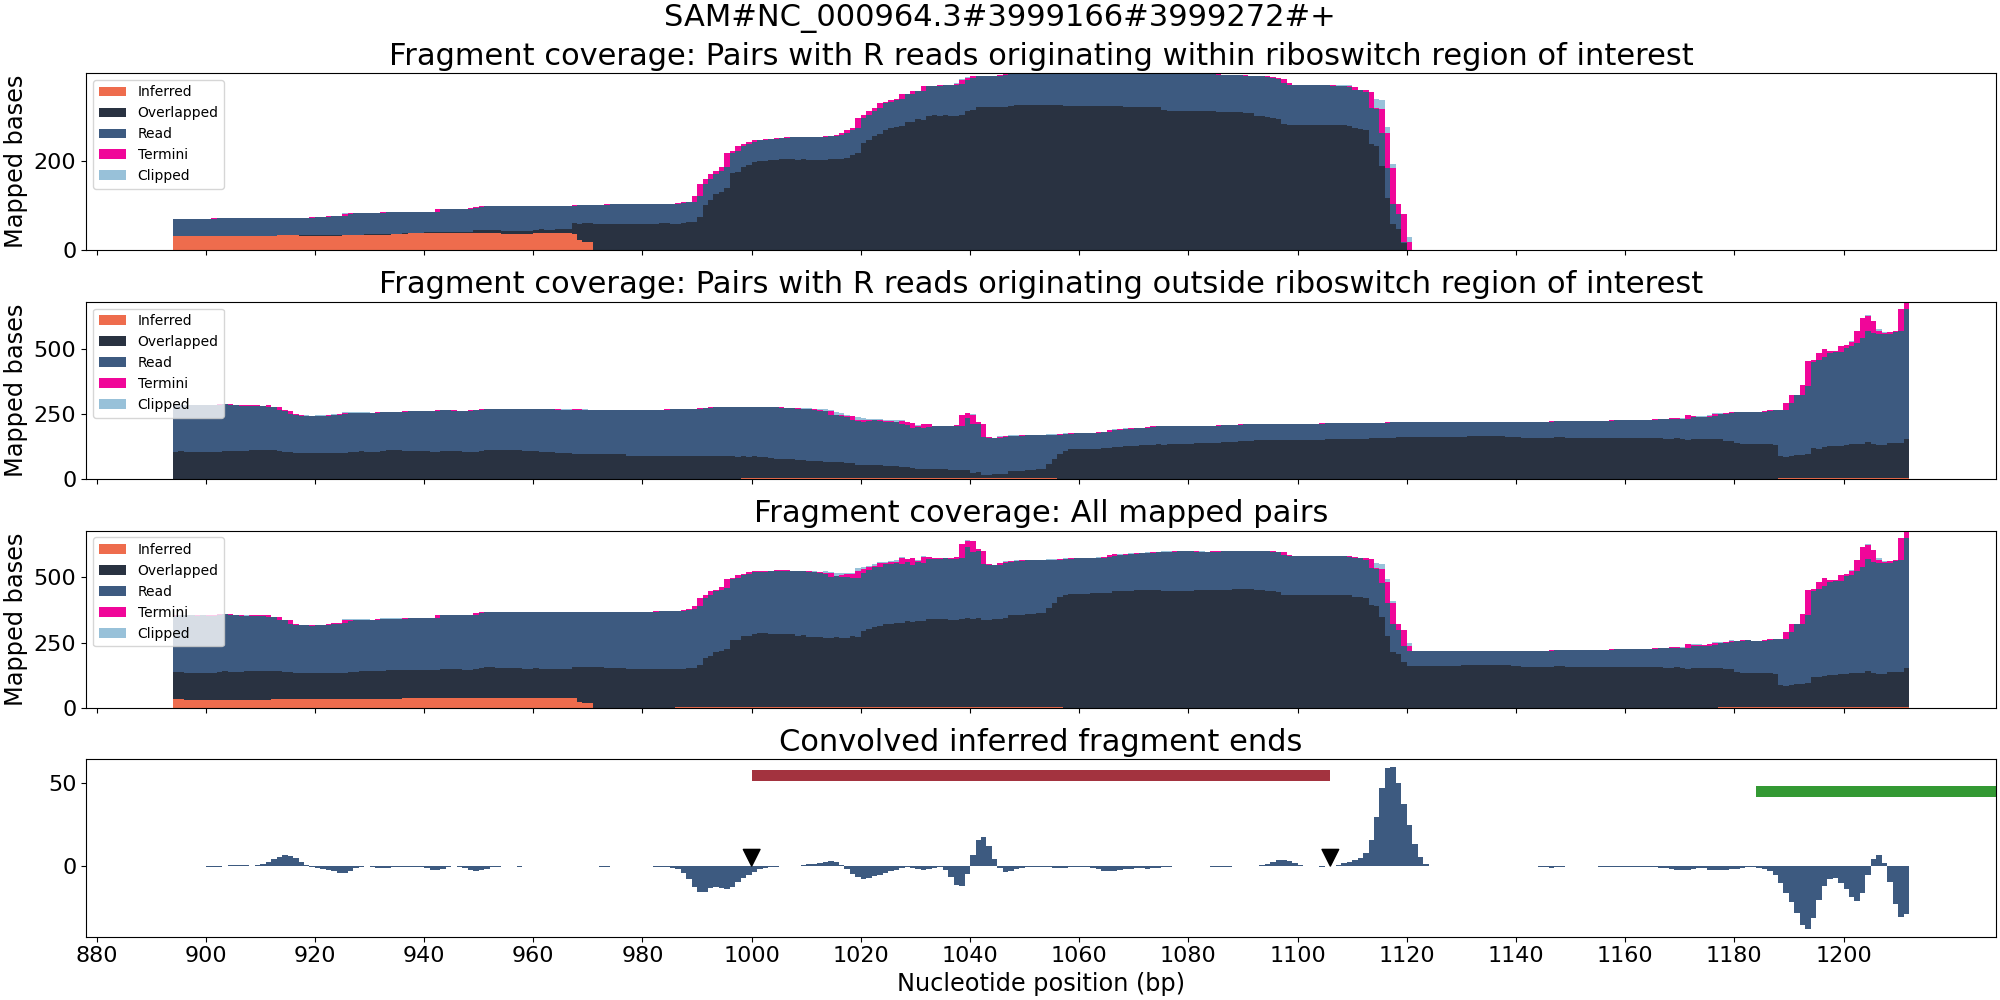 SAM#NC_000964.3#3999166#3999272#+
Fragment coverage: Pairs with R reads originating within riboswitch region of interest
Mapped bases
200
0
Inferred
Overlapped
Read
Termini
Clipped
Fragment coverage: Pairs with R reads originating outside riboswitch region of interest
Mapped bases
500
250
0
Inferred
Overlapped
Read
Termini
Clipped
Fragment coverage: All mapped pairs
Mapped bases
500
250
0
Inferred
Overlapped
Read
Termini
Clipped
Convolved inferred fragment ends
50
0
880 900 920 940 960 980 1000 1020 1040 1060 1080 1100 1120 1140 1160 1180 1200
Nucleotide position (bp)